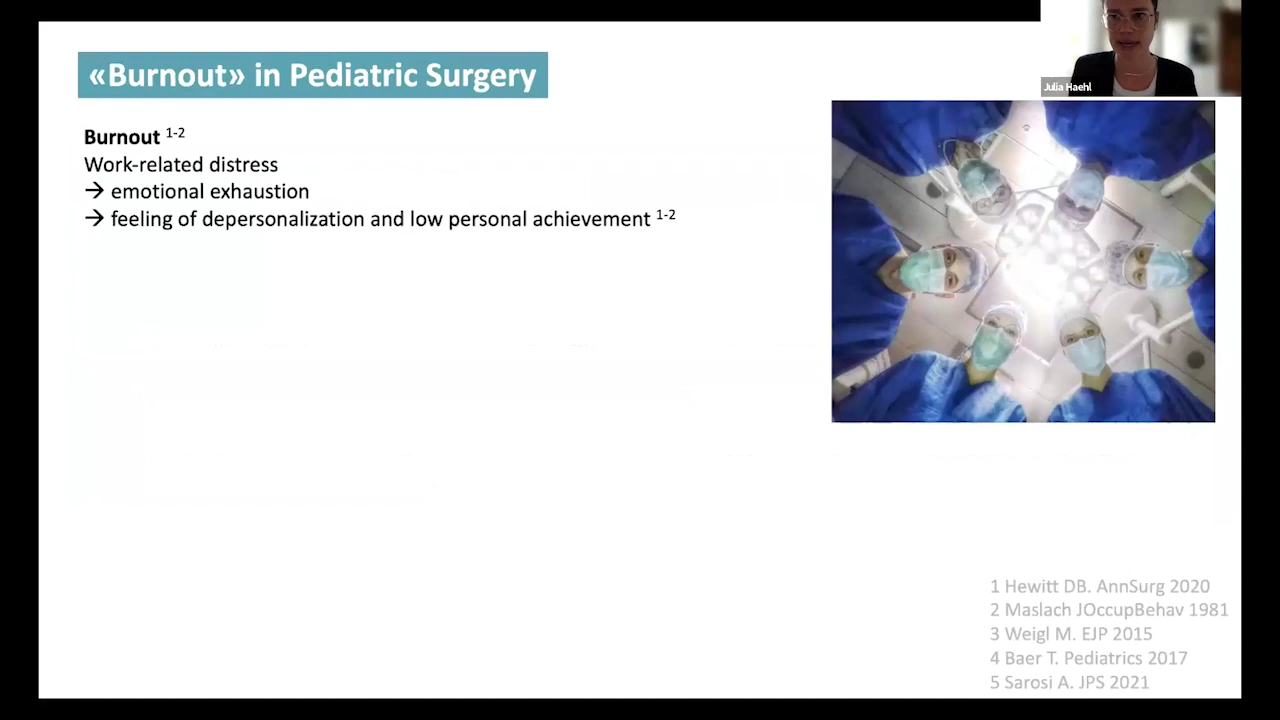 «Burnout» in Pediatric Surgery
Julia Haehl
Burnout 1-2
Work-related distress
→ emotional exhaustion
→ feeling of depersonalization and low personal achievement 1-2
1 Hewitt DB. AnnSurg 2020
2 Maslach JOccupBehav 1981
3 Weigl M. EJP 2015
4 Baer T. Pediatrics 2017
5 Sarosi A. JPS 2021